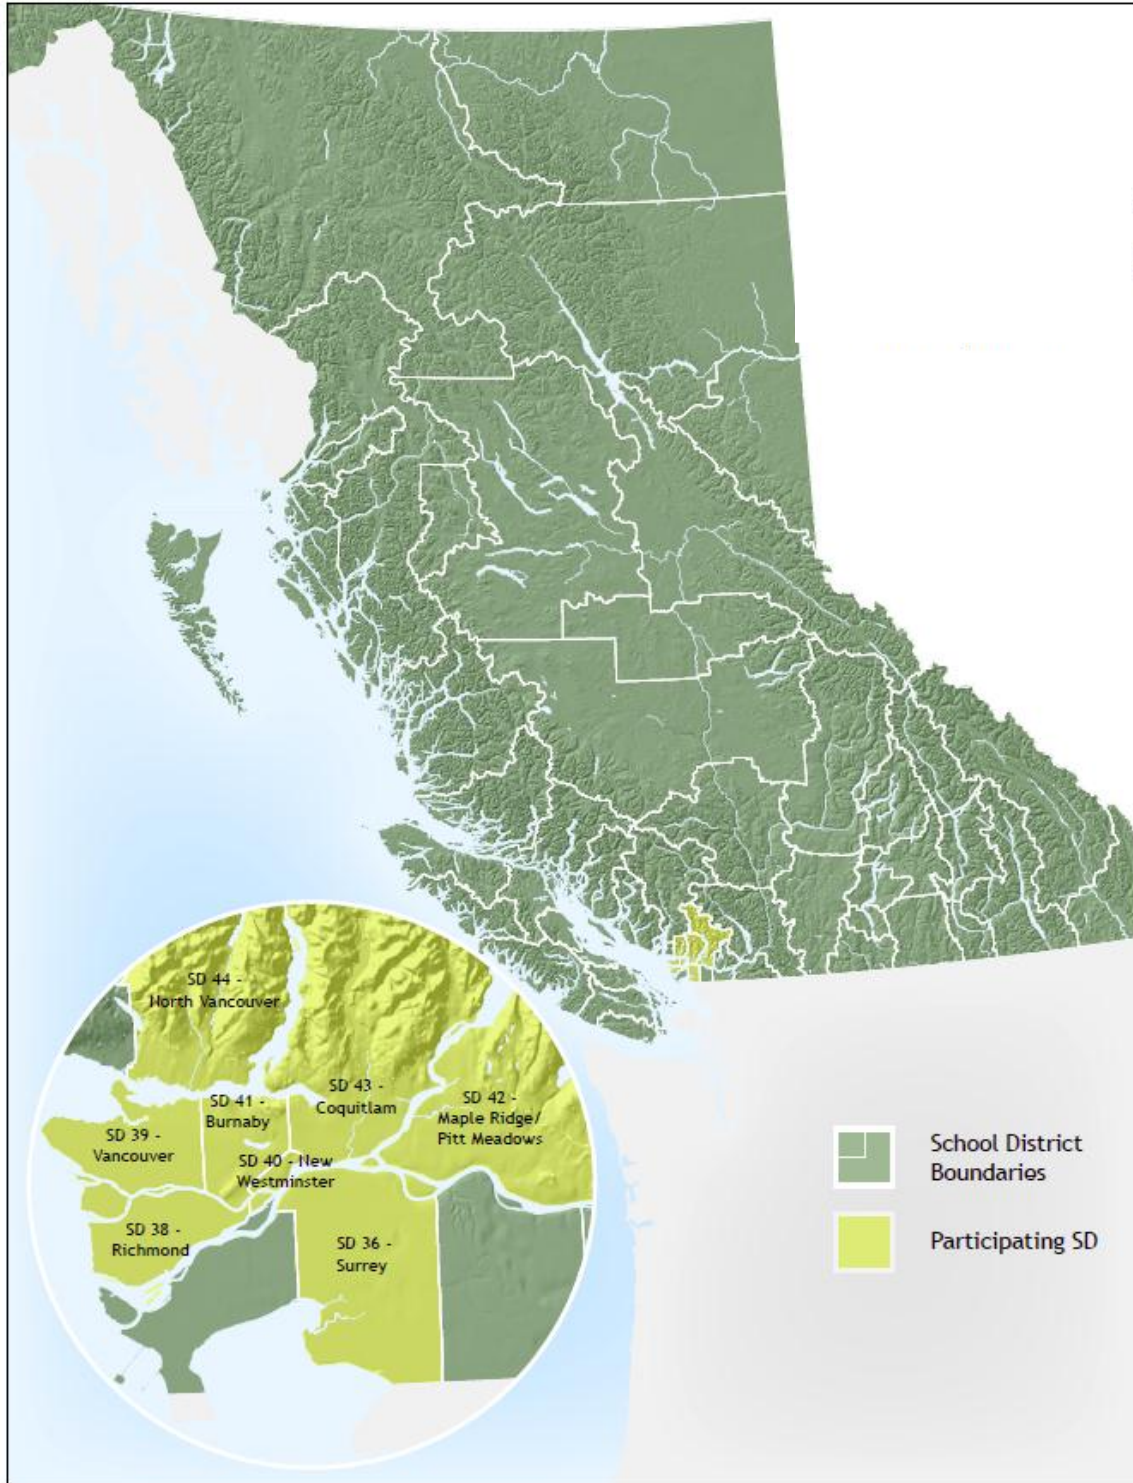 SD 44 -
North Vancouver
SD 43 -
Coquitlam
SD 41 -
Burnaby
SD 42 -
Maple Ridge/
Pitt Meadows
SD 39 -
Vancouver
SD 40 - New
Westminster
SD 38 -
Richmond
SD 36 -
Surrey
School District
Boundaries
Participating SD